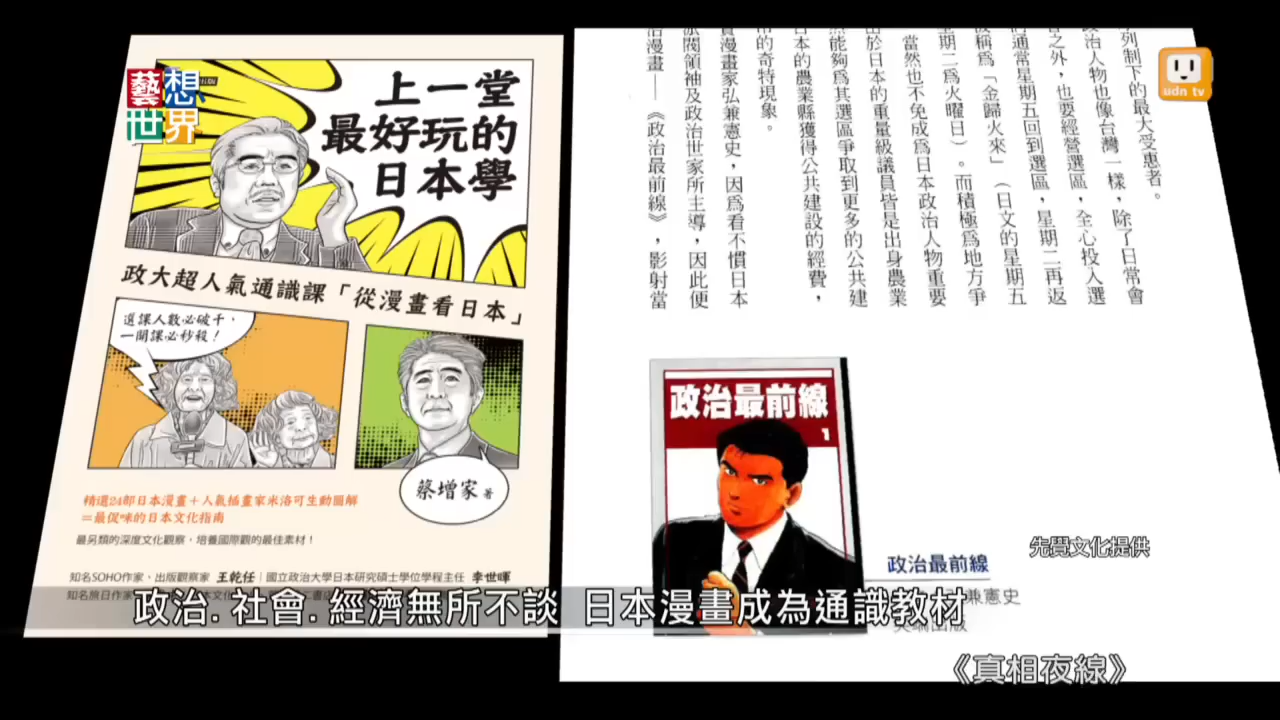 藝想
世界
上一堂
最好玩的
日本學
政大超人氣通識課「從漫畫看日本」
選課人數必破千、
一開課必秒殺!
蔡增家 著
精選24部日本漫畫+人氣插畫家米洛可生動圖解
=最促咪的日本文化指南
最另類的深度文化觀察,培養國際觀的最佳素材!
知名SOHO作家、出版觀察家 王乾任|國立政治大學日本研究碩士學位學程主任 李世暉
知名旅日作家
列制下的最大受惠者。
政治人物也像台灣一樣,除了日常會
之外,也要經營選區,全心投入選
通常星期五回到選區,星期二再返
被稱爲「金歸火來」(日文的星期五
星期二爲火曜日)。而積極爲地方爭
當然也不免成爲日本政治人物重要
於日本的重量級議員皆是出身農業
能夠爲其選區爭取到更多的公共建
日本的農業縣獲得公共建設的經費,
的奇特現象。
漫畫家弘兼憲史,因爲看不慣日本
派閥領袖及政治世家所主導,因此便
治漫畫——《政治最前線》,影射當
政治最前線
1
政治最前線
兼憲史
先覺文化提供
udn tv
政治.社會.經濟無所不談 日本漫畫成為通識教材
《真相夜線》